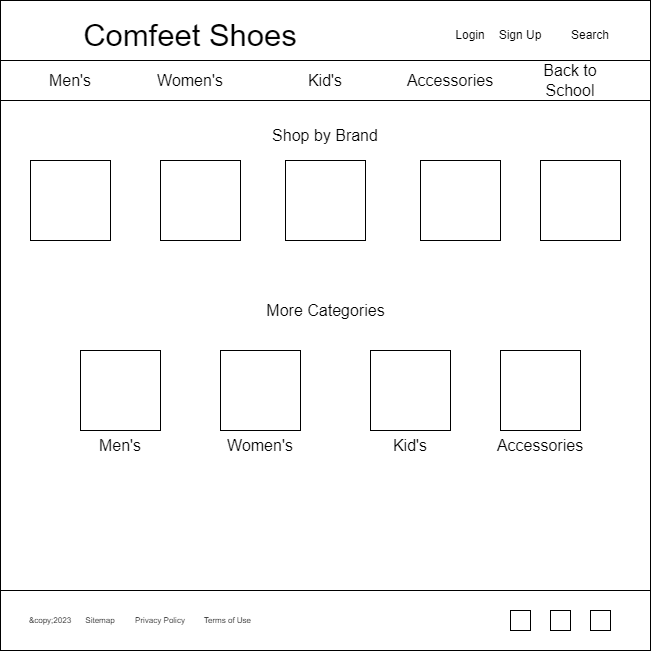 Comfeet Shoes
Login Sign Up Search
Men's Women's Kid's Accessories Back to
School
Shop by Brand
More Categories
Men's Women's Kid's Accessories
&copy;2023 Sitemap Privacy Policy Terms of Use